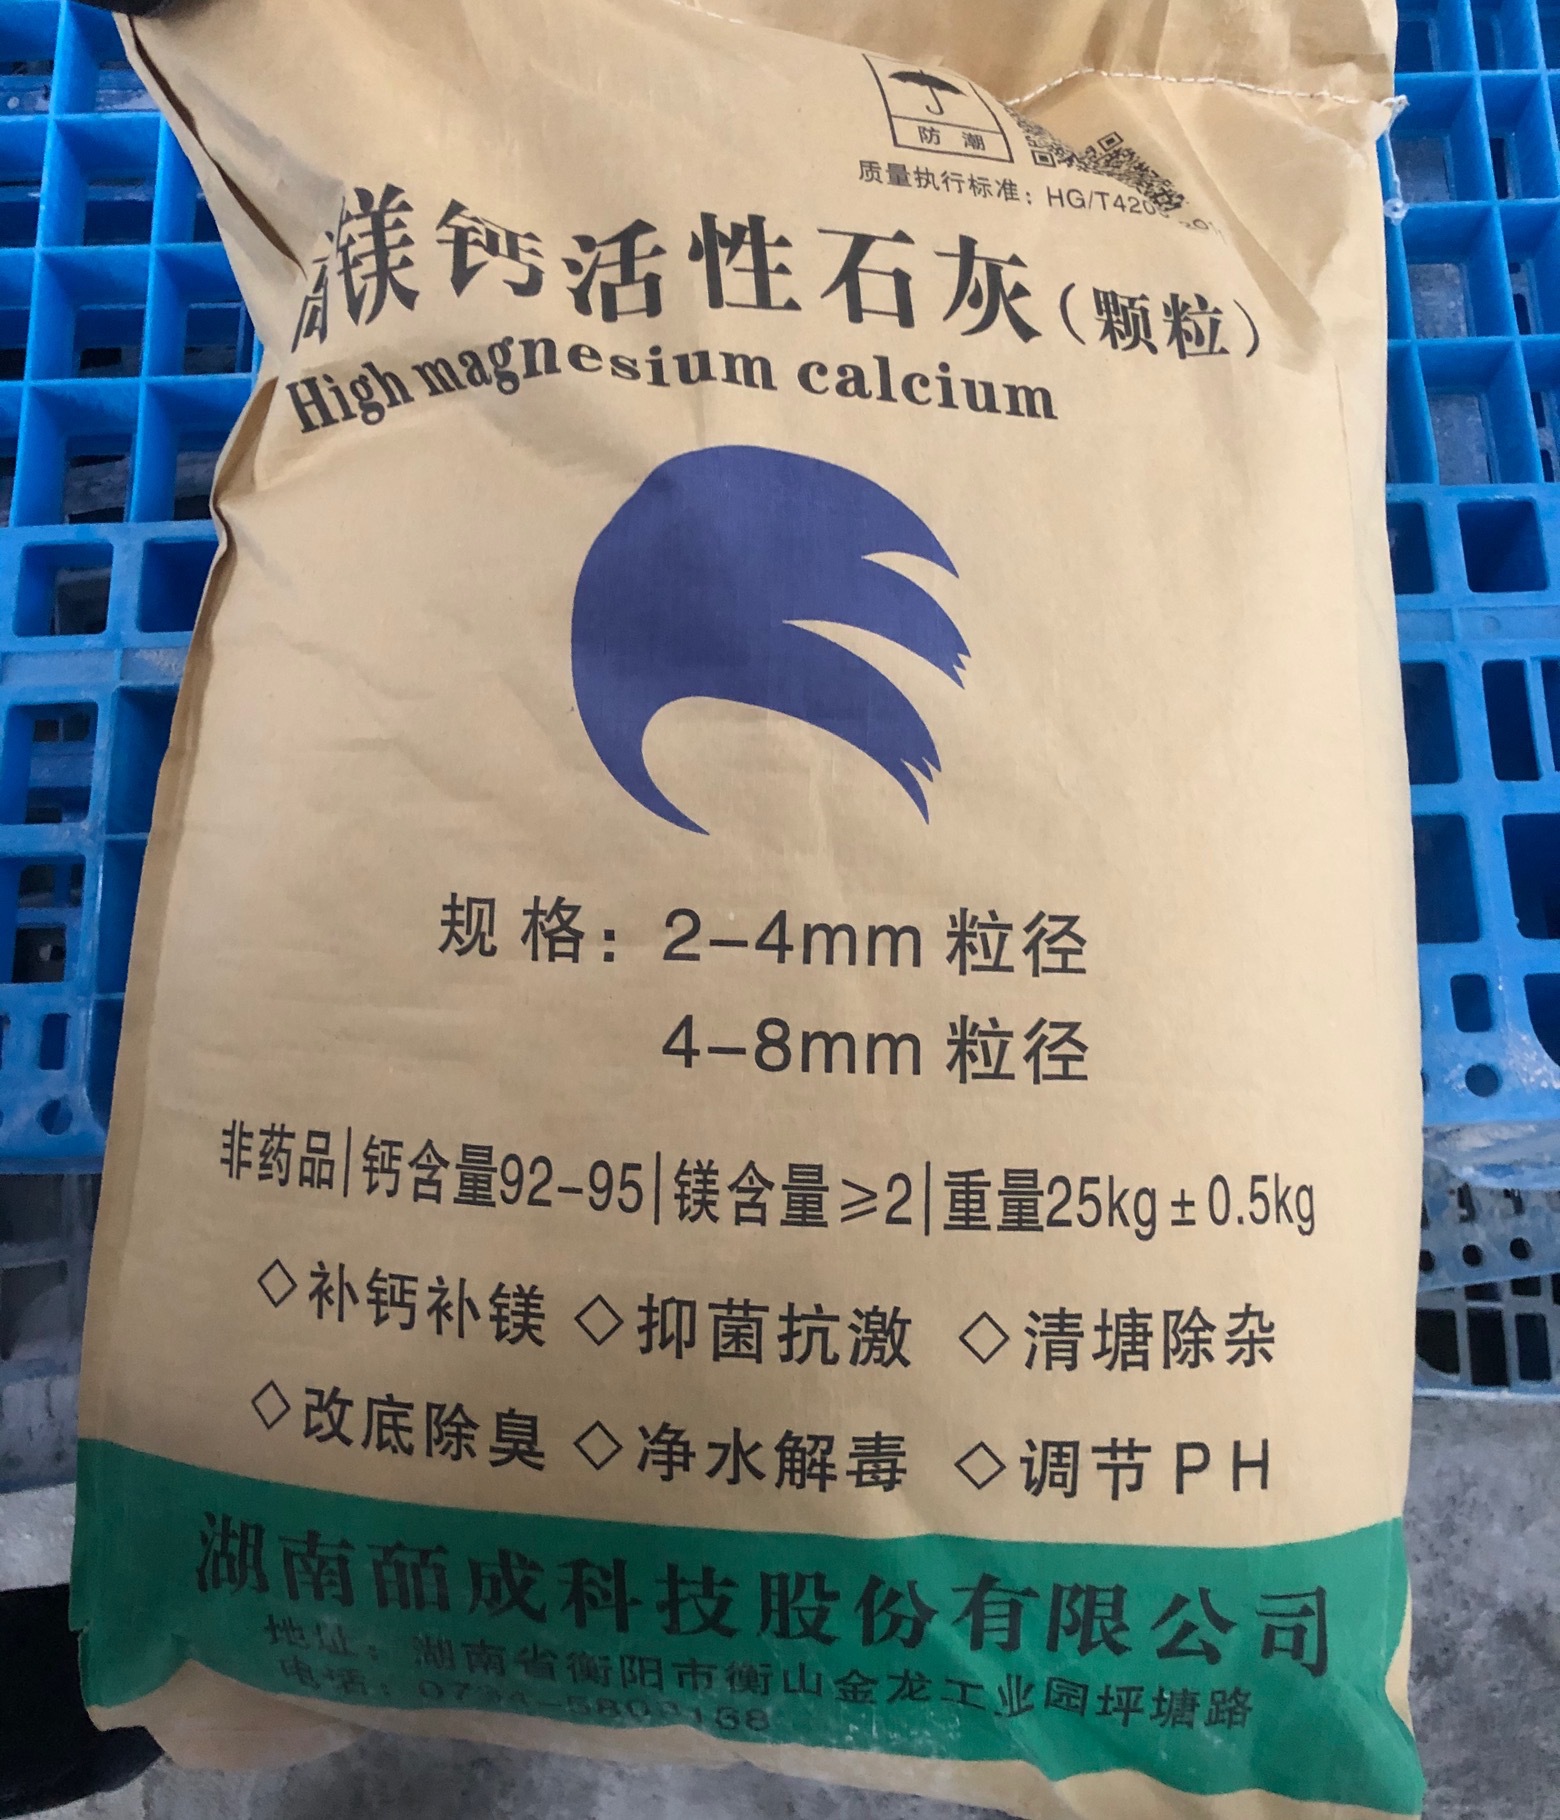 防潮
质量执行标准：HG/T420
高镁钙活性石灰（颗粒）
High magnesium calcium
规格：2-4mm 粒径
4-8mm 粒径
非药品|钙含量92-95|镁含量≥2|重量25kg±0.5kg
◇补钙补镁 ◇抑菌抗激 ◇清塘除杂
◇改底除臭 ◇净水解毒 ◇调节PH
湖南皕成科技股份有限公司
地址：湖南省衡阳市衡山金龙工业园坪塘路
电话：0734-